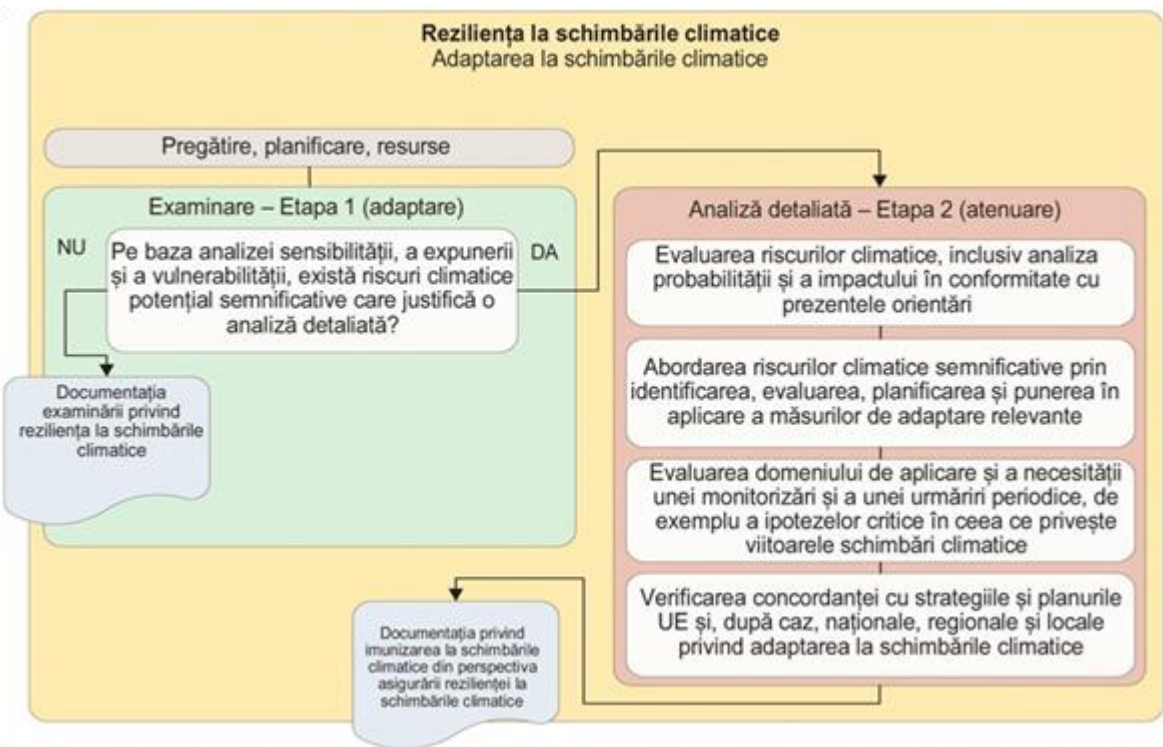 Reziliența la schimbările climatice
Adaptarea la schimbările climatice
Pregătire, planificare, resurse
Examinare – Etapa 1 (adaptare)
NU
Pe baza analizei sensibilității, a expunerii
și a vulnerabilității, există riscuri climatice
potențial semnificative care justifică o
analiză detaliată?
DA
Documentația
examinării privind
reziliența la schimbările
climatice
Analiză detaliată – Etapa 2 (atenuare)
Evaluarea riscurilor climatice, inclusiv analiza
probabilității și a impactului în conformitate cu
prezentele orientări
Abordarea riscurilor climatice semnificative prin
identificarea, evaluarea, planificarea și punerea în
aplicare a măsurilor de adaptare relevante
Evaluarea domeniului de aplicare și a necesității
unei monitorizări și a unei urmăriri periodice, de
exemplu a ipotezelor critice în ceea ce privește
viitoarele schimbări climatice
Verificarea concordanței cu strategiile și planurile
UE și, după caz, naționale, regionale și locale
privind adaptarea la schimbările climatice
Documentația privind
imunizarea la schimbările
climatice din perspectiva
asigurării rezilienței la
schimbările climatice